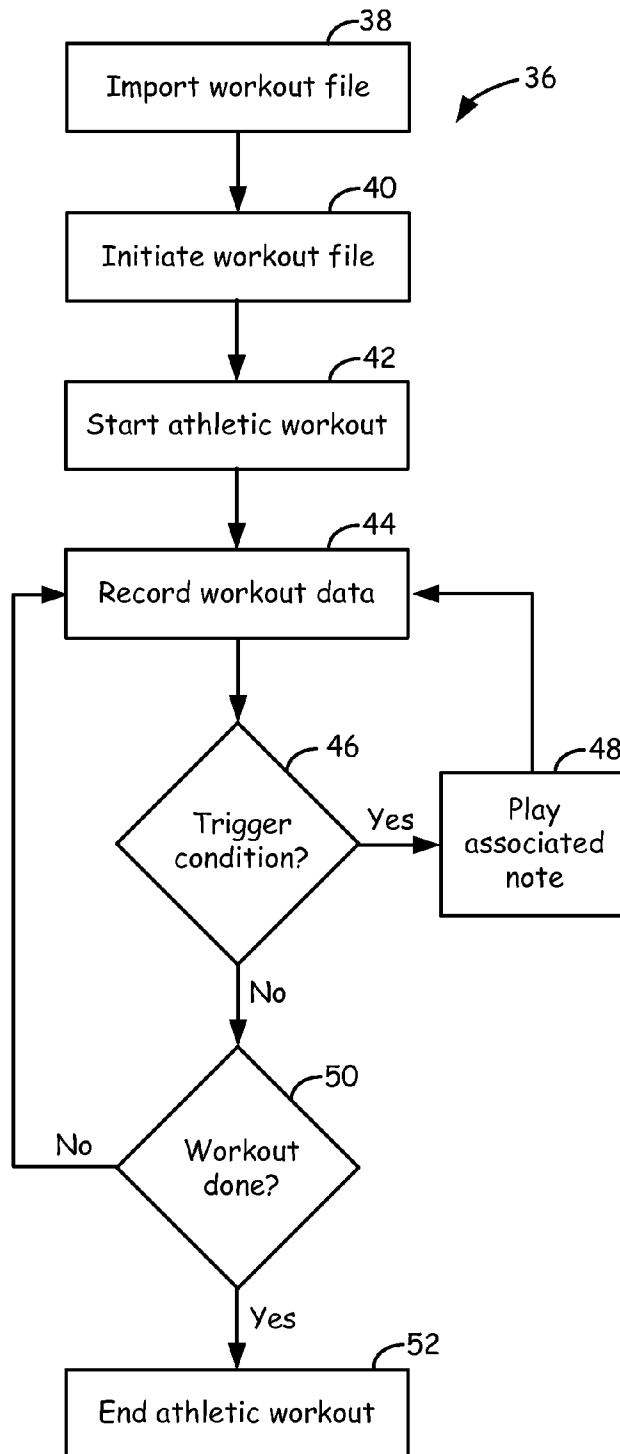 38
Import workout file
36
40
Initiate workout file
42
Start athletic workout
44
Record workout data
46
Trigger
condition?
Yes
48
Play
associated
note
No
50
Workout
done?
No
Yes
52
End athletic workout